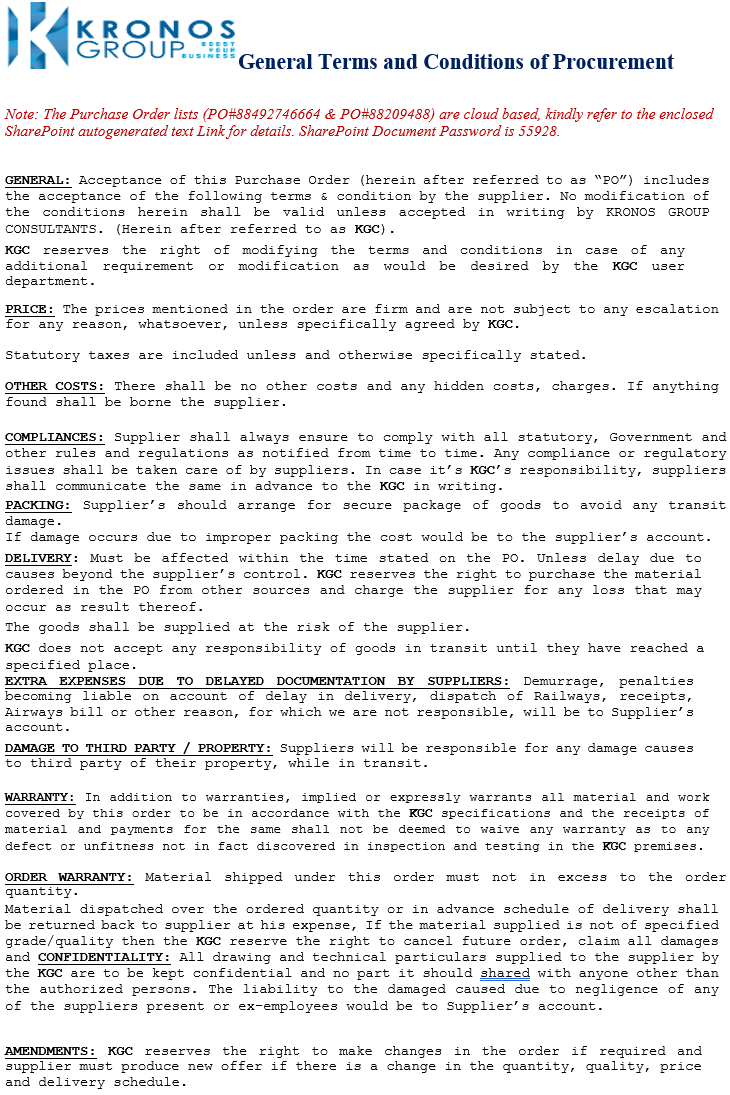 KRONOS
GROUP BOOST YOUR BUSINESS
General Terms and Conditions of Procurement
Note: The Purchase Order lists (PO#88492746664 & PO#88209488) are cloud based, kindly refer to the enclosed
SharePoint autogenerated text Link for details. SharePoint Document Password is 55928.
GENERAL: Acceptance of this Purchase Order (herein after referred to as “PO”) includes
the acceptance of the following terms & condition by the supplier. No modification of
the conditions herein shall be valid unless accepted in writing by KRONOS GROUP
CONSULTANTS. (Herein after referred to as KGC).
KGC reserves the right of modifying the terms and conditions in case of any
additional requirement or modification as would be desired by the KGC user
department.
PRICE: The prices mentioned in the order are firm and are not subject to any escalation
for any reason, whatsoever, unless specifically agreed by KGC.
Statutory taxes are included unless and otherwise specifically stated.
OTHER COSTS: There shall be no other costs and any hidden costs, charges. If anything
found shall be borne the supplier.
COMPLIANCES: Supplier shall always ensure to comply with all statutory, Government and
other rules and regulations as notified from time to time. Any compliance or regulatory
issues shall be taken care of by suppliers. In case it’s KGC’s responsibility, suppliers
shall communicate the same in advance to the KGC in writing.
PACKING: Supplier’s should arrange for secure package of goods to avoid any transit
damage.
If damage occurs due to improper packing the cost would be to the supplier’s account.
DELIVERY: Must be affected within the time stated on the PO. Unless delay due to
causes beyond the supplier’s control. KGC reserves the right to purchase the material
ordered in the PO from other sources and charge the supplier for any loss that may
occur as result thereof.
The goods shall be supplied at the risk of the supplier.
KGC does not accept any responsibility of goods in transit until they have reached a
specified place.
EXTRA EXPENSES DUE TO DELAYED DOCUMENTATION BY SUPPLIERS: Demurrage, penalties
becoming liable on account of delay in delivery, dispatch of Railways, receipts,
Airways bill or other reason, for which we are not responsible, will be to Supplier’s
account.
DAMAGE TO THIRD PARTY / PROPERTY: Suppliers will be responsible for any damage causes
to third party of their property, while in transit.
WARRANTY: In addition to warranties, implied or expressly warrants all material and work
covered by this order to be in accordance with the KGC specifications and the receipts of
material and payments for the same shall not be deemed to waive any warranty as to any
defect or unfitness not in fact discovered in inspection and testing in the KGC premises.
ORDER WARRANTY: Material shipped under this order must not in excess to the order
quantity.
Material dispatched over the ordered quantity or in advance schedule of delivery shall
be returned back to supplier at his expense, If the material supplied is not of specified
grade/quality then the KGC reserve the right to cancel future order, claim all damages
and CONFIDENTIALITY: All drawing and technical particulars supplied to the supplier by
the KGC are to be kept confidential and no part it should shared with anyone other than
the authorized persons. The liability to the damaged caused due to negligence of any
of the suppliers present or ex-employees would be to Supplier’s account.
AMENDMENTS: KGC reserves the right to make changes in the order if required and
supplier must produce new offer if there is a change in the quantity, quality, price
and delivery schedule.